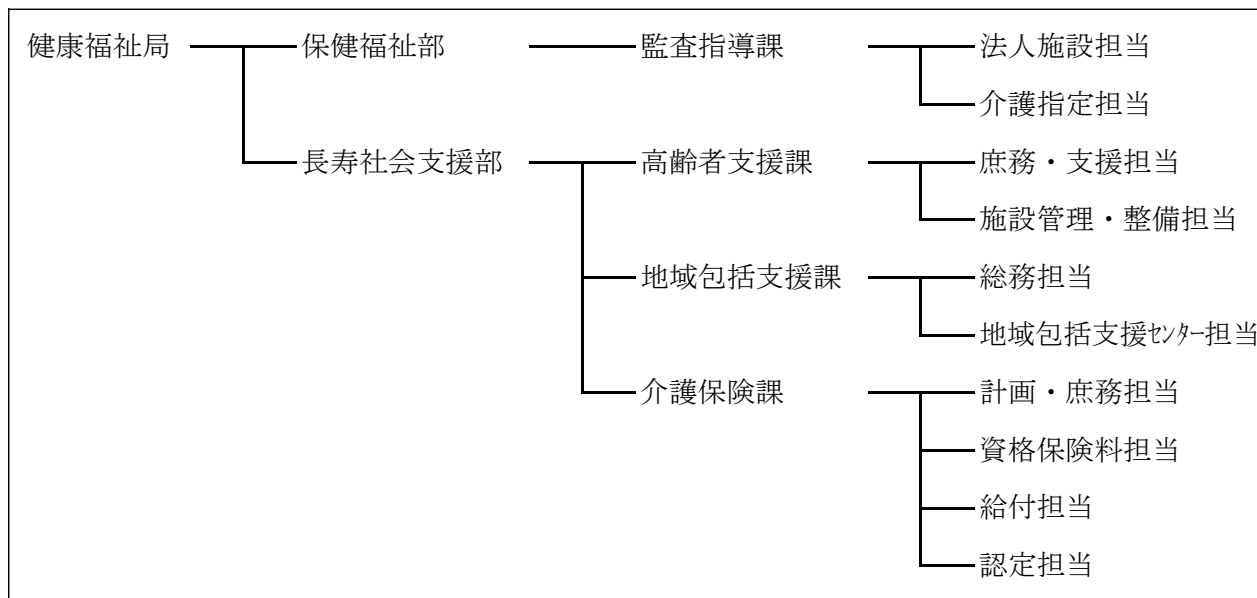 健康福祉局 保健福祉部 監査指導課 法人施設担当
介護指定担当
長寿社会支援部 高齢者支援課 庶務・支援担当
施設管理・整備担当
地域包括支援課 総務担当
地域包括支援ｾﾝﾀｰ担当
介護保険課 計画・庶務担当
資格保険料担当
給付担当
認定担当